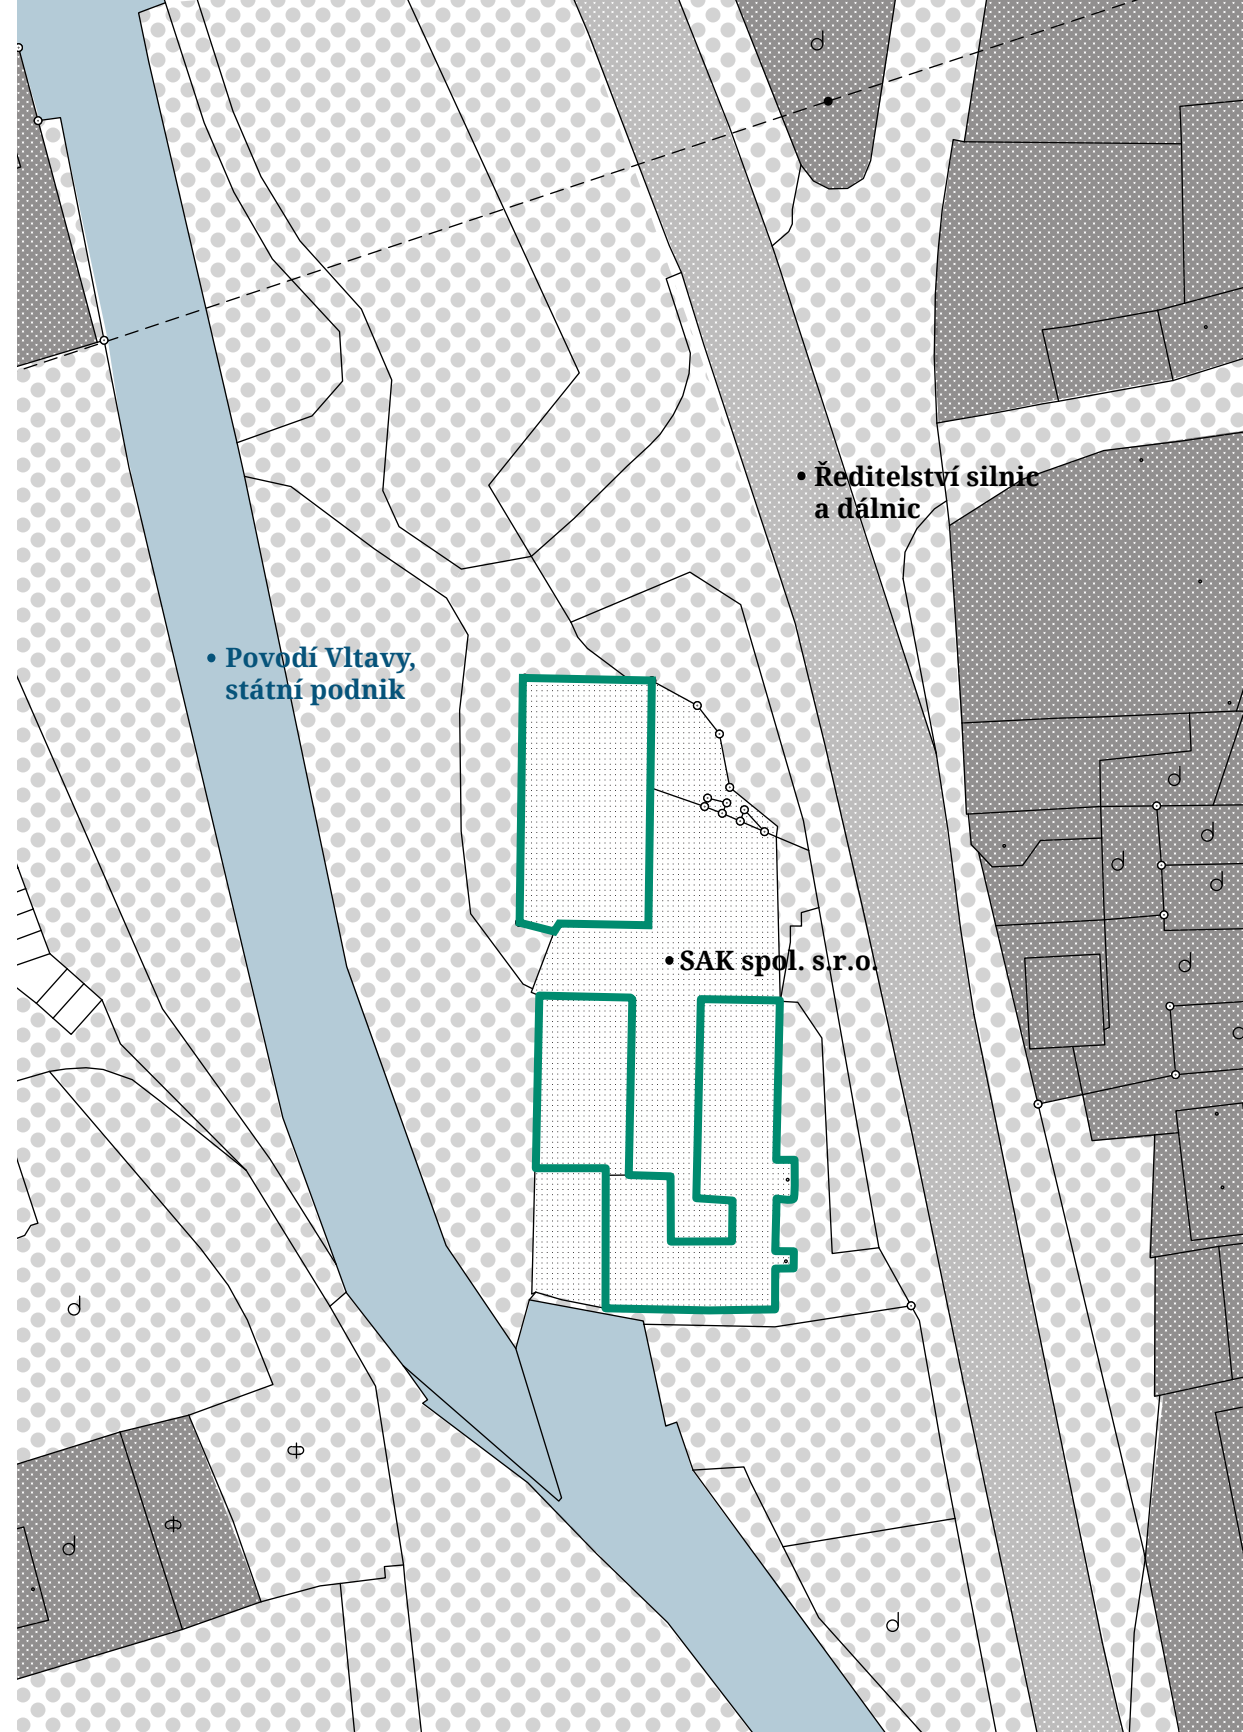 • Ředitelství silnic
a dálnic
• Povodí Vltavy,
státní podnik
• SAK spol. s.r.o.